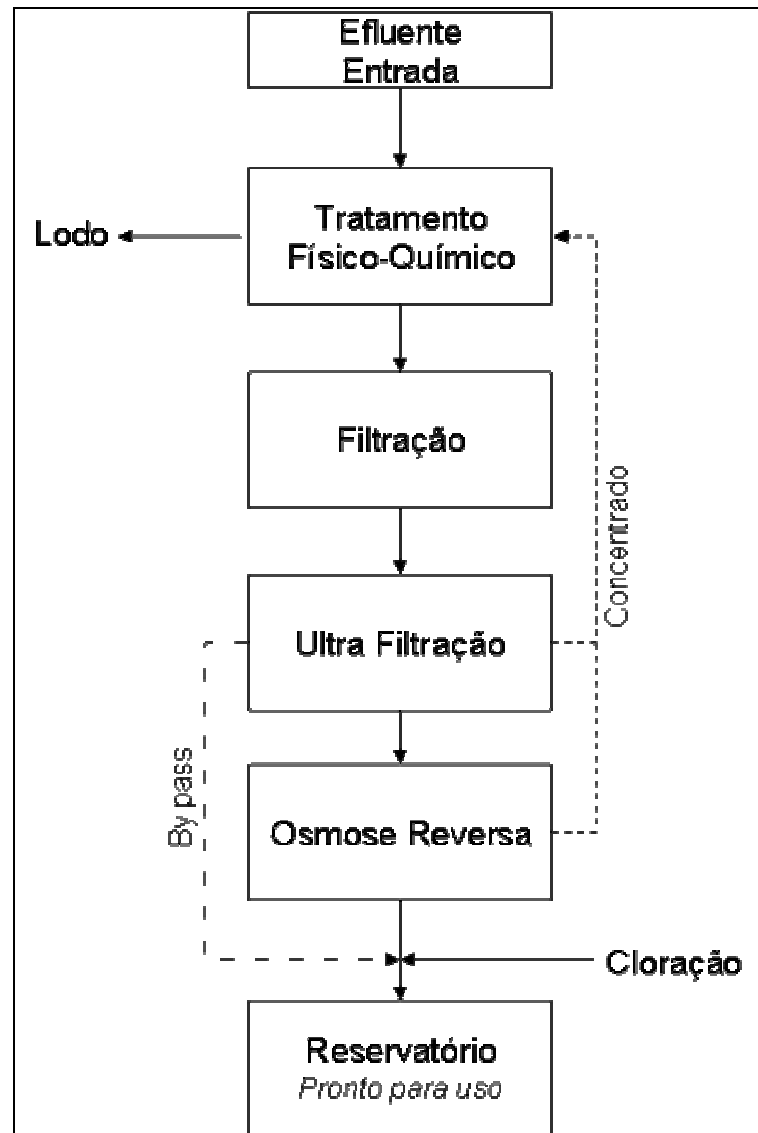 Efluente
Entrada
Tratamento
Físico-Químico
Lodo
Filtração
Concentrado
Ultra Filtração
By pass
Osmose Reversa
Cloração
Reservatório
Pronto para uso